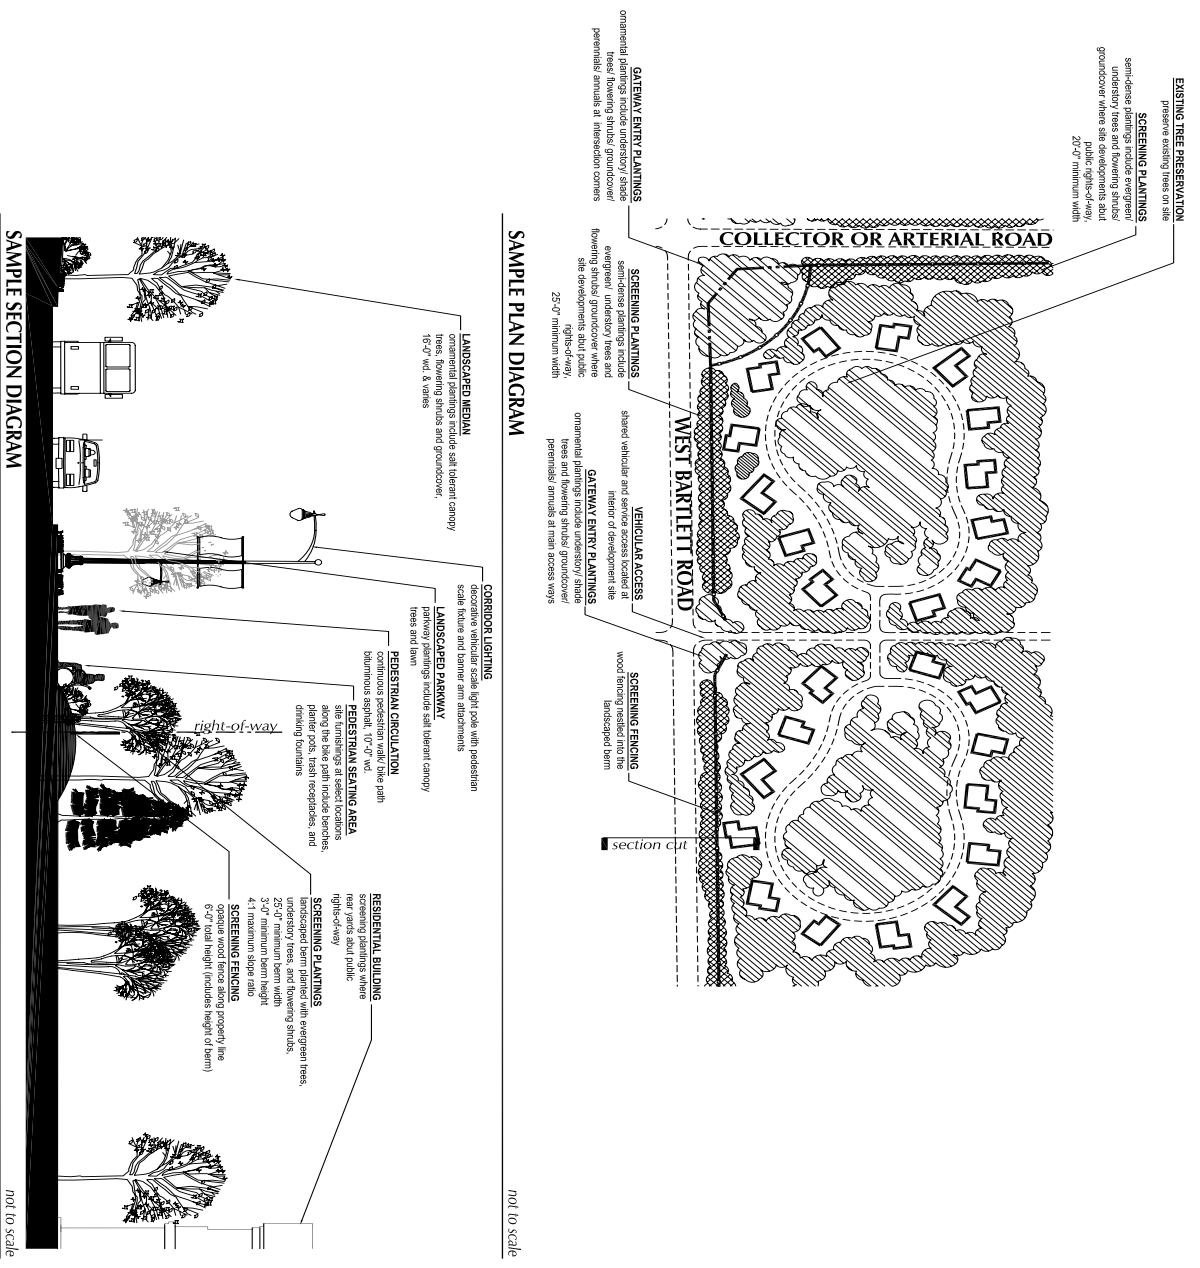 EXISTING TREE PRESERVATION
preserve existing trees on site
SCREENING PLANTINGS
semi-dense plantings include evergreen/
understory trees and flowering shrubs/
groundcover where site developments abut
public rights-of-way,
20'-0" minimum width
COLLECTOR OR ARTERIAL ROAD
GATEWAY ENTRY PLANTINGS
ornamental plantings include understory/ shade
trees/ flowering shrubs/ groundcover/
perennials/ annuals at intersection corners
SCREENING PLANTINGS
semi-dense plantings include
evergreen/ understory trees and
flowering shrubs/ groundcover where
site developments abut public
rights-of-way,
25'-0" minimum width
WEST BARTLETT ROAD
VEHICULAR ACCESS
shared vehicular and service access located at
interior of development site
GATEWAY ENTRY PLANTINGS
ornamental plantings include understory/ shade
trees and flowering shrubs/ groundcover/
perennials/ annuals at main access ways
SCREENING FENCING
wood fencing nestled into the
landscaped berm
section cut
SAMPLE PLAN DIAGRAM
not to scale
LANDSCAPED MEDIAN
ornamental plantings include salt tolerant canopy
trees, flowering shrubs and groundcover,
16'-0" wd. & varies
CORRIDOR LIGHTING
decorative vehicular scale light pole with pedestrian
scale fixture and banner arm attachments
LANDSCAPED PARKWAY
parkway plantings include salt tolerant canopy
trees and lawn
PEDESTRIAN CIRCULATION
continuous pedestrian walk/ bike path
bituminous asphalt, 10"-0" wd.
PEDESTRIAN SEATING AREA
site furnishings at select locations
along the bike path include benches,
planter pots, trash receptacles, and
drinking fountains
right-of-way
RESIDENTIAL BUILDING
screening plantings where
rear yards abut public
rights-of-way
SCREENING PLANTINGS
landscaped berm planted with evergreen trees,
understory trees, and flowering shrubs,
25'-0" minimum berm width
3'-0" minimum berm height
4:1 maximum slope ratio
SCREENING FENCING
opaque wood fence along property line
6'-0" total height (includes height of berm)
SAMPLE SECTION DIAGRAM
not to scale